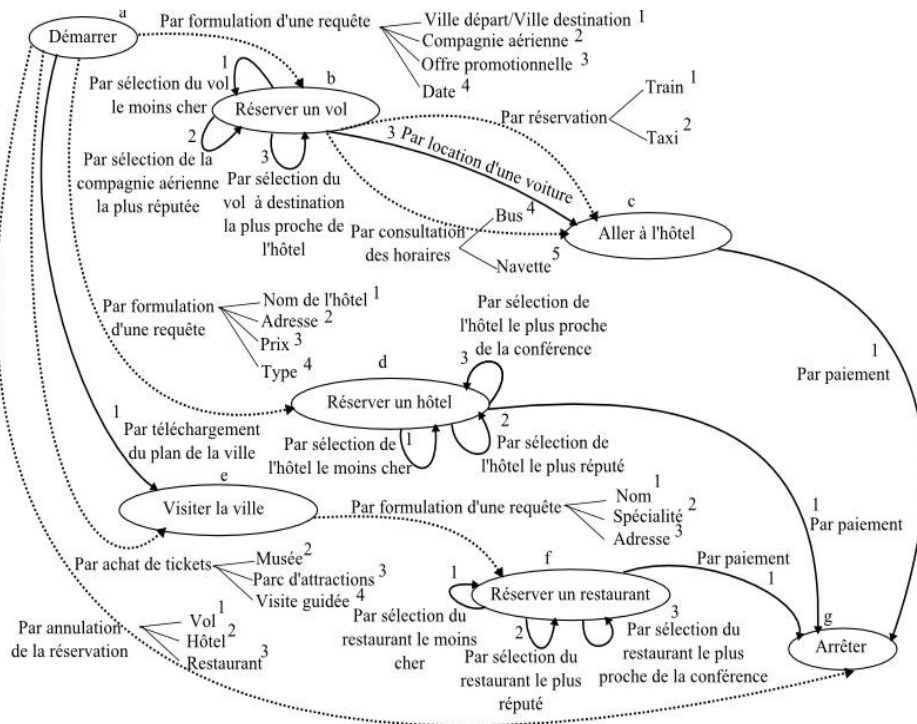 a
Démarrer
Par formulation d'une requête
Ville départ/Ville destination 1
Compagnie aérienne 2
Offre promotionnelle 3
Date 4
1
Par sélection du vol
le moins cher
b
Réserver un vol
2
Par sélection de la
compagnie aérienne
la plus réputée
3
Par sélection du
vol à destination
la plus proche de
l'hôtel
Par réservation
Train 1
Taxi 2
3 Par location d'une voiture
Par consultation
des horaires
Bus 4
Navette 5
c
Aller à l'hôtel
1
Par paiement
Par formulation
d'une requête
Nom de l'hôtel 1
Adresse 2
Prix 3
Type 4
Par sélection de
l'hôtel le plus proche
de la conférence
3
d
Réserver un hôtel
1
Par sélection de
l'hôtel le moins cher
2
Par sélection de
l'hôtel le plus réputé
1
Par paiement
1
Par téléchargement
du plan de la ville
e
Visiter la ville
Par formulation d'une requête
Nom 1
Spécialité 2
Adresse 3
Par achat de tickets
Musée 2
Parc d'attractions 3
Visite guidée 4
f
Réserver un restaurant
1
Par sélection du
restaurant le moins
cher
2
Par sélection du
restaurant le plus
réputé
3
Par sélection du
restaurant le plus
proche de la conférence
Par paiement
1
g
Arrêter
Par annulation
de la réservation
Vol 1
Hôtel 2
Restaurant 3